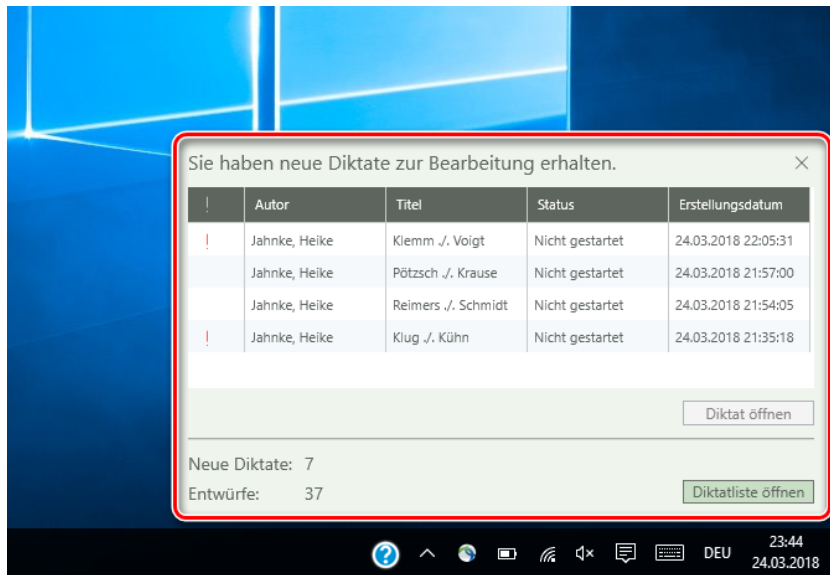 Sie haben neue Diktate zur Bearbeitung erhalten.
! Autor Titel Status Erstellungsdatum
! Jahnke, Heike Klemm ./. Voigt Nicht gestartet 24.03.2018 22:05:31
Jahnke, Heike Pötzsch ./. Krause Nicht gestartet 24.03.2018 21:57:00
Jahnke, Heike Reimers ./. Schmidt Nicht gestartet 24.03.2018 21:54:05
! Jahnke, Heike Klug ./. Kühn Nicht gestartet 24.03.2018 21:35:18
Diktat öffnen
Neue Diktate: 7
Entwürfe: 37
Diktatliste öffnen
DEU 23:44
24.03.2018